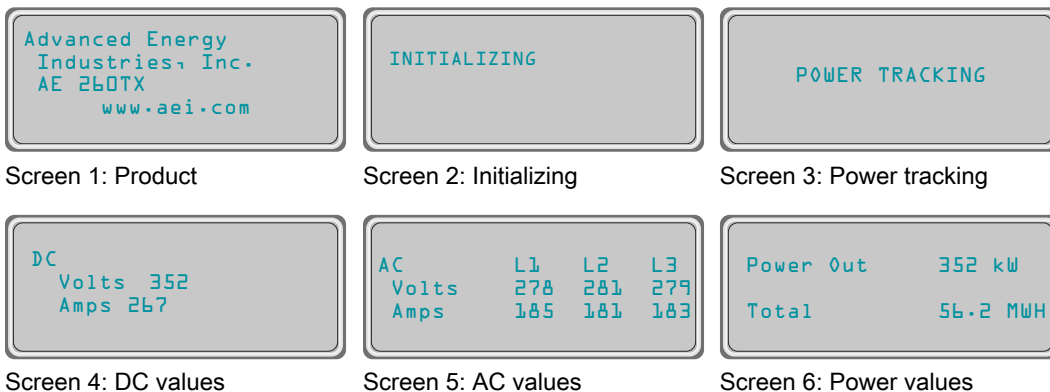 Advanced Energy
Industries, Inc.
AE 260TX
www.aei.com
INITIALIZING
POWER TRACKING
Screen 1: Product
Screen 2: Initializing
Screen 3: Power tracking
DC
Volts 352
Amps 267
AC L1 L2 L3
Volts 278 281 279
Amps 185 181 183
Power Out 352 kW
Total 56.2 MWH
Screen 4: DC values
Screen 5: AC values
Screen 6: Power values